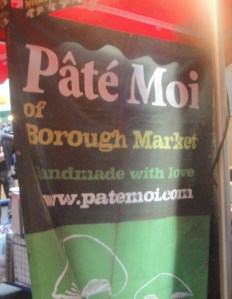 Pâté Moi
of
Borough Market
handmade with love
www.patemoi.com